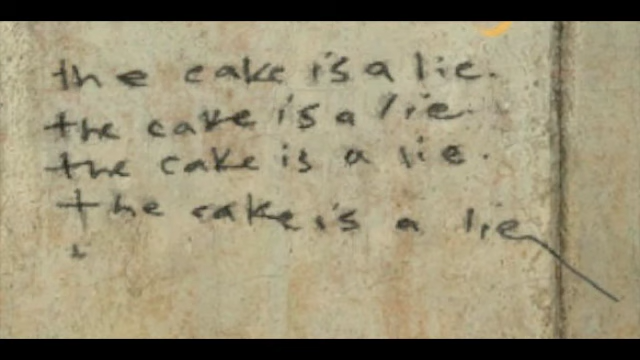 the cake is a lie.
the cake is a lie.
the cake is a lie.
the cake is a lie